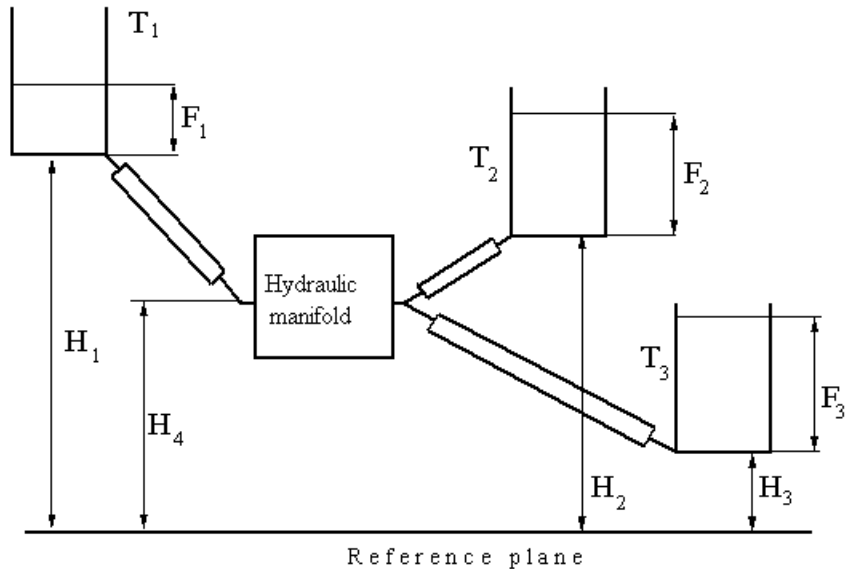 T1
F1
T2
F2
Hydraulic
manifold
H1
T3
F3
H4
H2
H3
Reference plane